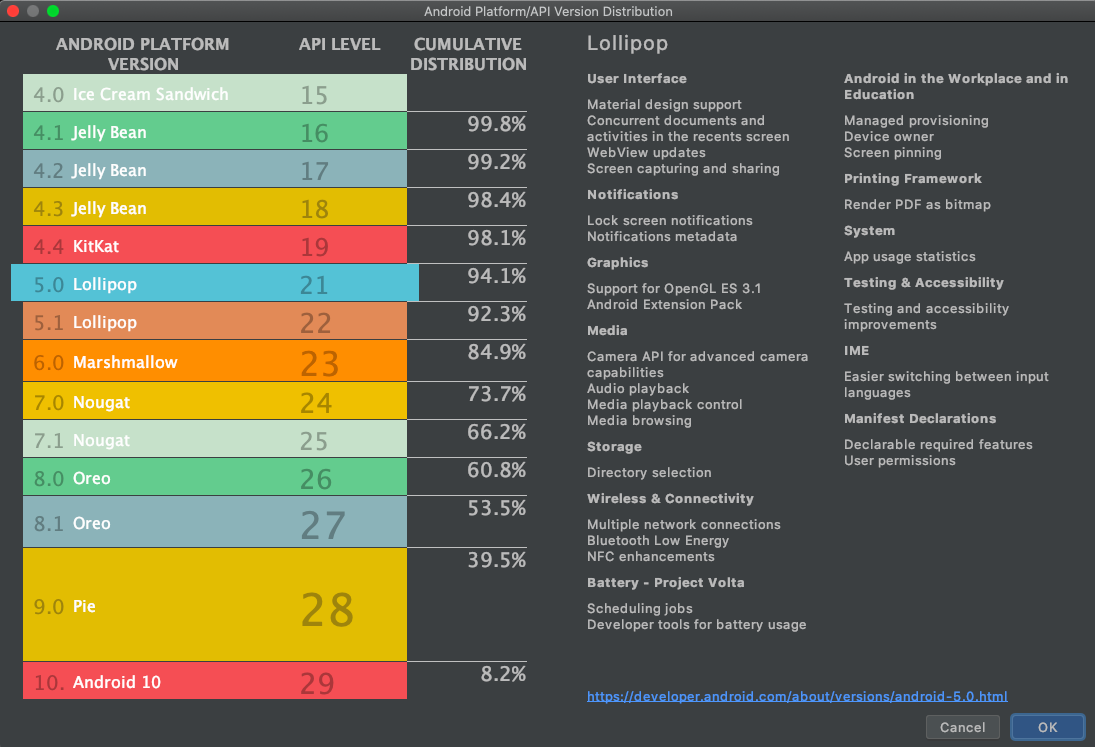 Android Platform/API Version Distribution
ANDROID PLATFORM
VERSION
API LEVEL
CUMULATIVE
DISTRIBUTION
4.0 Ice Cream Sandwich 15
99.8%
4.1 Jelly Bean 16
99.2%
4.2 Jelly Bean 17
98.4%
4.3 Jelly Bean 18
98.1%
4.4 KitKat 19
94.1%
5.0 Lollipop 21
92.3%
5.1 Lollipop 22
84.9%
6.0 Marshmallow 23
73.7%
7.0 Nougat 24
66.2%
7.1 Nougat 25
60.8%
8.0 Oreo 26
53.5%
8.1 Oreo 27
39.5%
9.0 Pie 28
8.2%
10. Android 10 29
Lollipop
User Interface
Material design support
Concurrent documents and
activities in the recents screen
WebView updates
Screen capturing and sharing
Notifications
Lock screen notifications
Notifications metadata
Graphics
Support for OpenGL ES 3.1
Android Extension Pack
Media
Camera API for advanced camera
capabilities
Audio playback
Media playback control
Media browsing
Storage
Directory selection
Wireless & Connectivity
Multiple network connections
Bluetooth Low Energy
NFC enhancements
Battery - Project Volta
Scheduling jobs
Developer tools for battery usage
Android in the Workplace and in
Education
Managed provisioning
Device owner
Screen pinning
Printing Framework
Render PDF as bitmap
System
App usage statistics
Testing & Accessibility
Testing and accessibility
improvements
IME
Easier switching between input
languages
Manifest Declarations
Declarable required features
User permissions
https://developer.android.com/about/versions/android-5.0.html
Cancel
OK